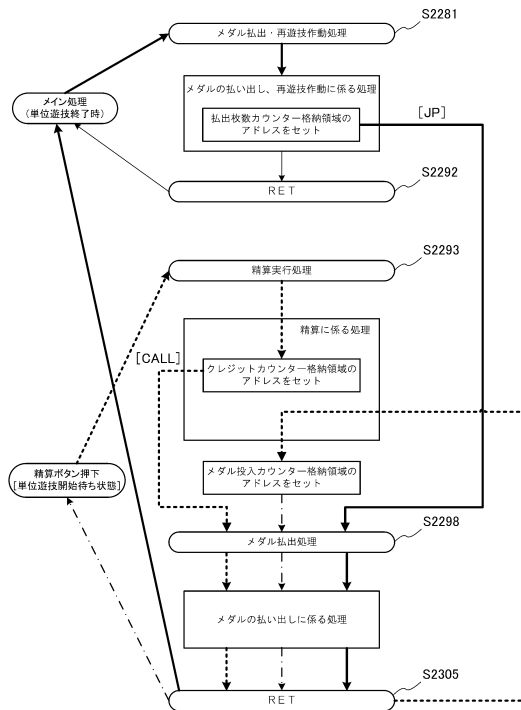 S2281
メダル払出・再遊技作動処理
メイン処理
(単位遊技終了時)
メダルの払い出し、再遊技作動に係る処理
払出枚数カウンター格納領域の
アドレスをセット
[JP]
S2292
RET
S2293
精算実行処理
精算に係る処理
[CALL]
クレジットカウンター格納領域の
アドレスをセット
精算ボタン押下
[単位遊技開始待ち状態]
メダル投入カウンター格納領域の
アドレスをセット
S2298
メダル払出処理
メダルの払い出しに係る処理
S2305
RET